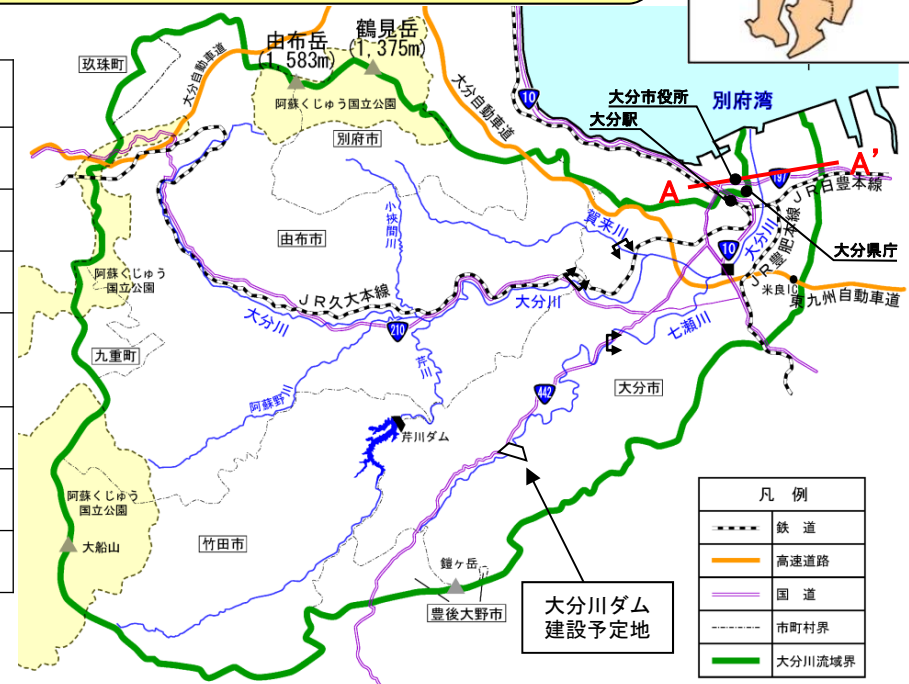 由布岳
(1,583m)
鶴見岳
(1,375m)
玖珠町
大分自動車道
阿蘇くじゅう国立公園
別府市
大分自動車道
10
大分市役所
大分駅
別府湾
A
A’
197
JR日豊本線
小挾間川
賀来川
由布市
10
大分川
JR豊肥本線
大分県庁
阿蘇くじゅう
国立公園
JR久大本線
大分川
大分川
米良IC
東九州自動車道
210
七瀬川
九重町
芹川
大分市
442
阿蘇野川
芹川ダム
阿蘇くじゅう
国立公園
大船山
竹田市
鎧ヶ岳
豊後大野市
大分川ダム
建設予定地
凡 例
鉄 道
高速道路
国 道
市町村界
大分川流域界